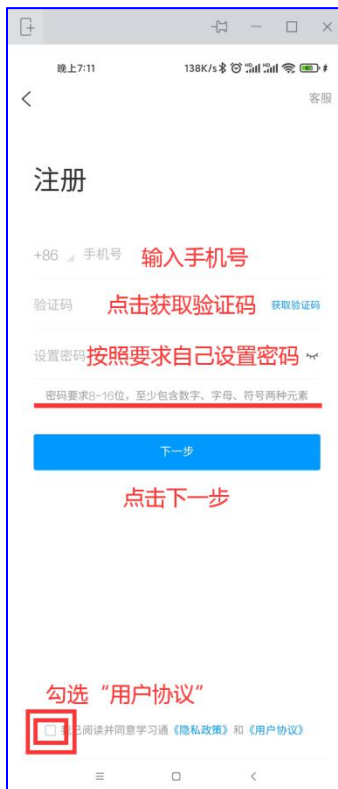 晚上7:11 138K/s
客服
注册
+86 手机号 输入手机号
验证码 点击获取验证码 获取验证码
设置密码 按照要求自己设置密码
密码要求8-16位，至少包含数字、字母、符号两种元素
下一步
点击下一步
勾选“用户协议”
已阅读并同意学习通《隐私政策》和《用户协议》